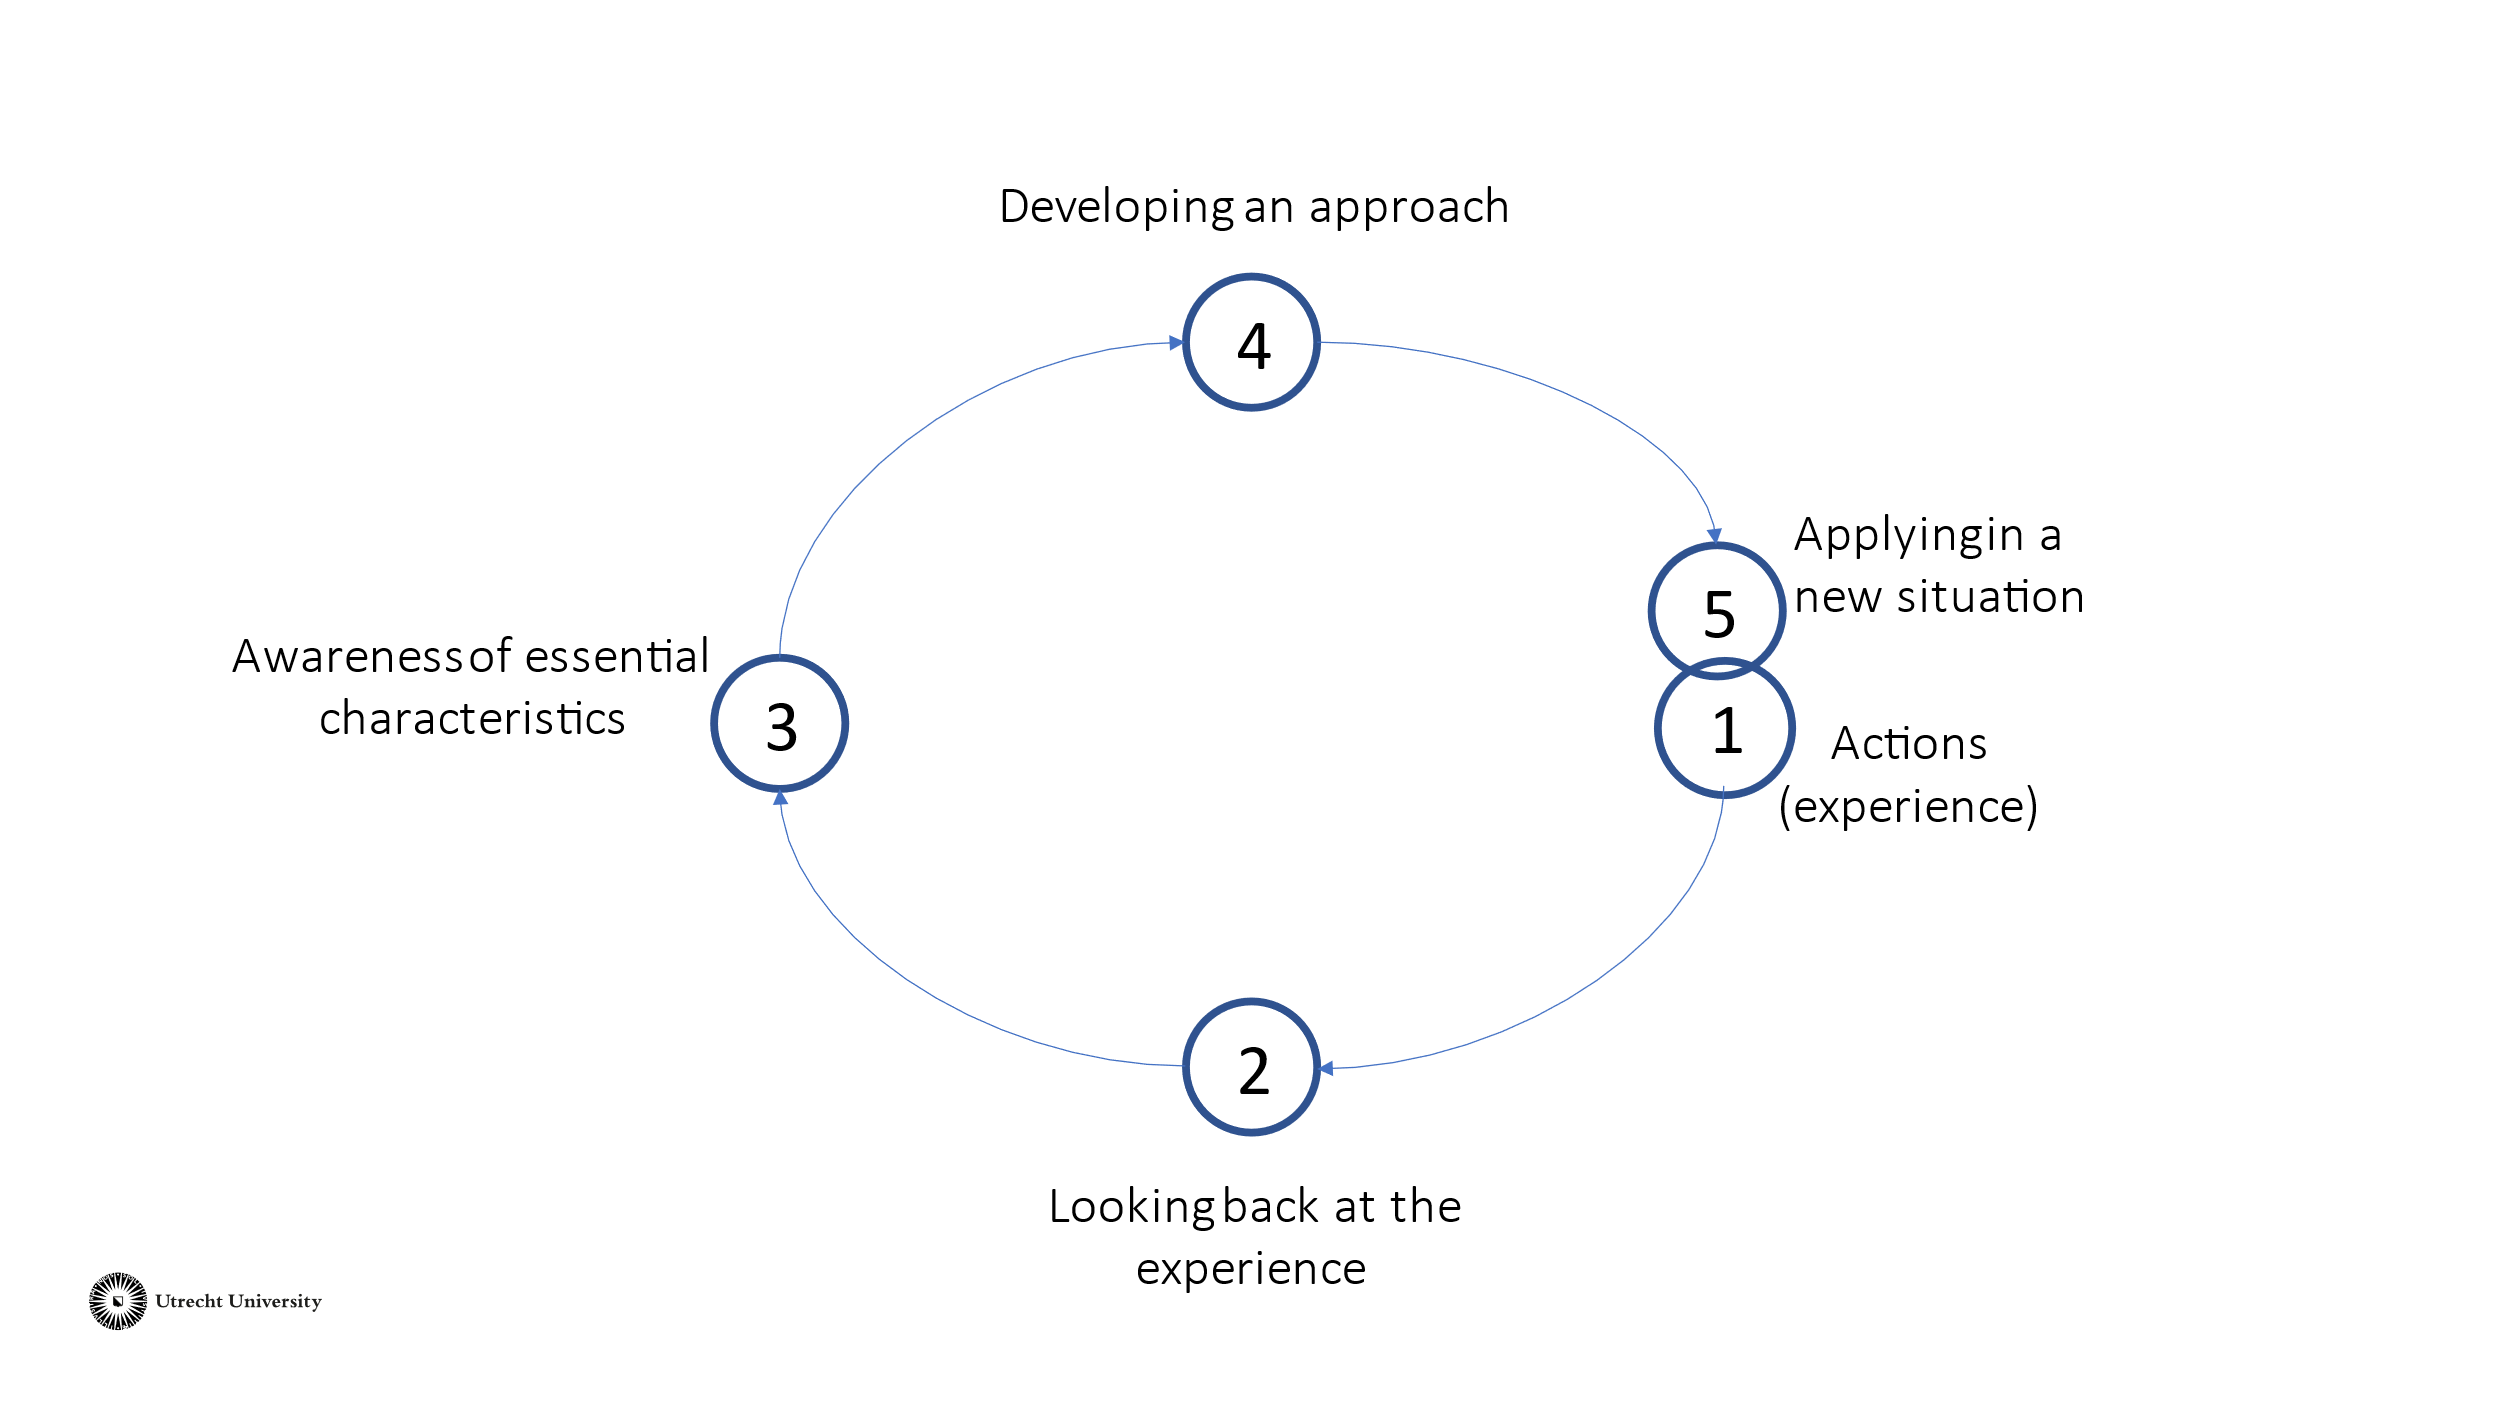 Developing an approach
4
Applying in a
new situation
5
Awareness of essential
characteristics
3
1
Actions
(experience)
2
Looking back at the
experience
Utrecht University